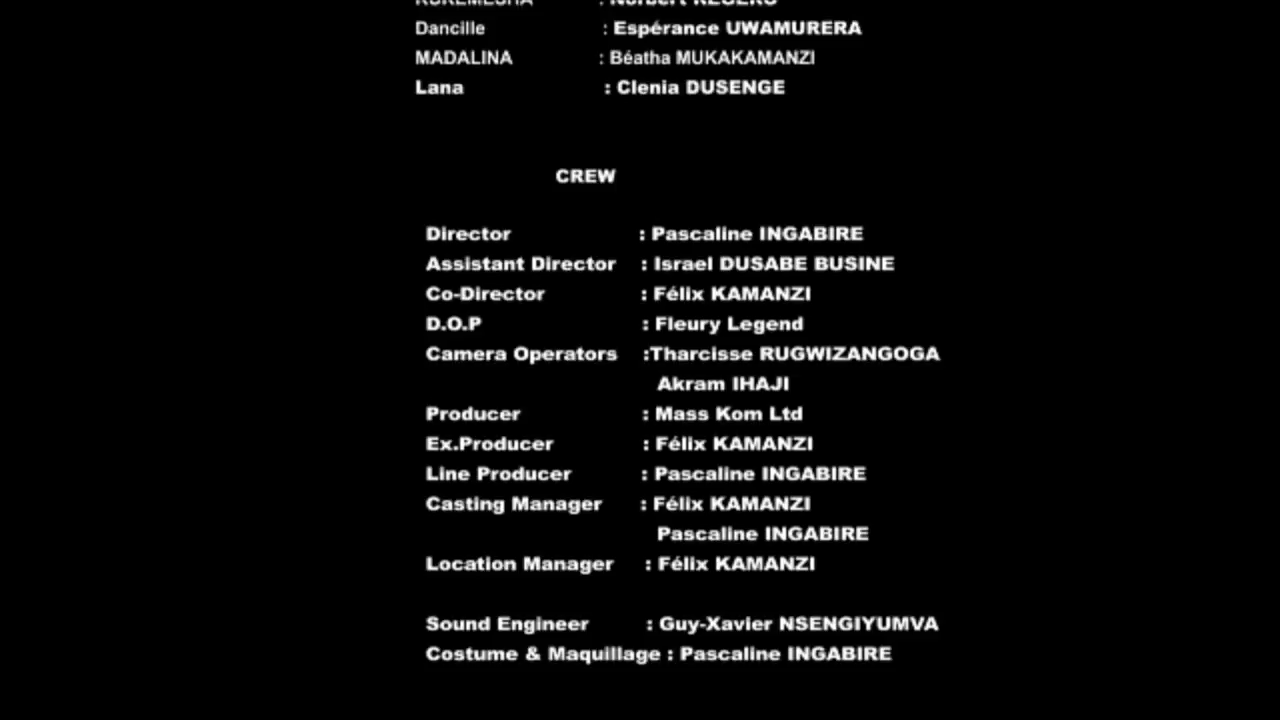 Dancille : Espérance UWAMURERA
MADALINA : Béatha MUKAKAMANZI
Lana : Clenia DUSENGE
CREW
Director : Pascaline INGABIRE
Assistant Director : Israel DUSABE BUSINE
Co-Director : Félix KAMANZI
D.O.P : Fleury Legend
Camera Operators :Tharcisse RUGWIZANGOGA
Akram IHAJI
Producer : Mass Kom Ltd
Ex.Producer : Félix KAMANZI
Line Producer : Pascaline INGABIRE
Casting Manager : Félix KAMANZI
Pascaline INGABIRE
Location Manager : Félix KAMANZI
Sound Engineer : Guy-Xavier NSENGIYUMVA
Costume & Maquillage : Pascaline INGABIRE